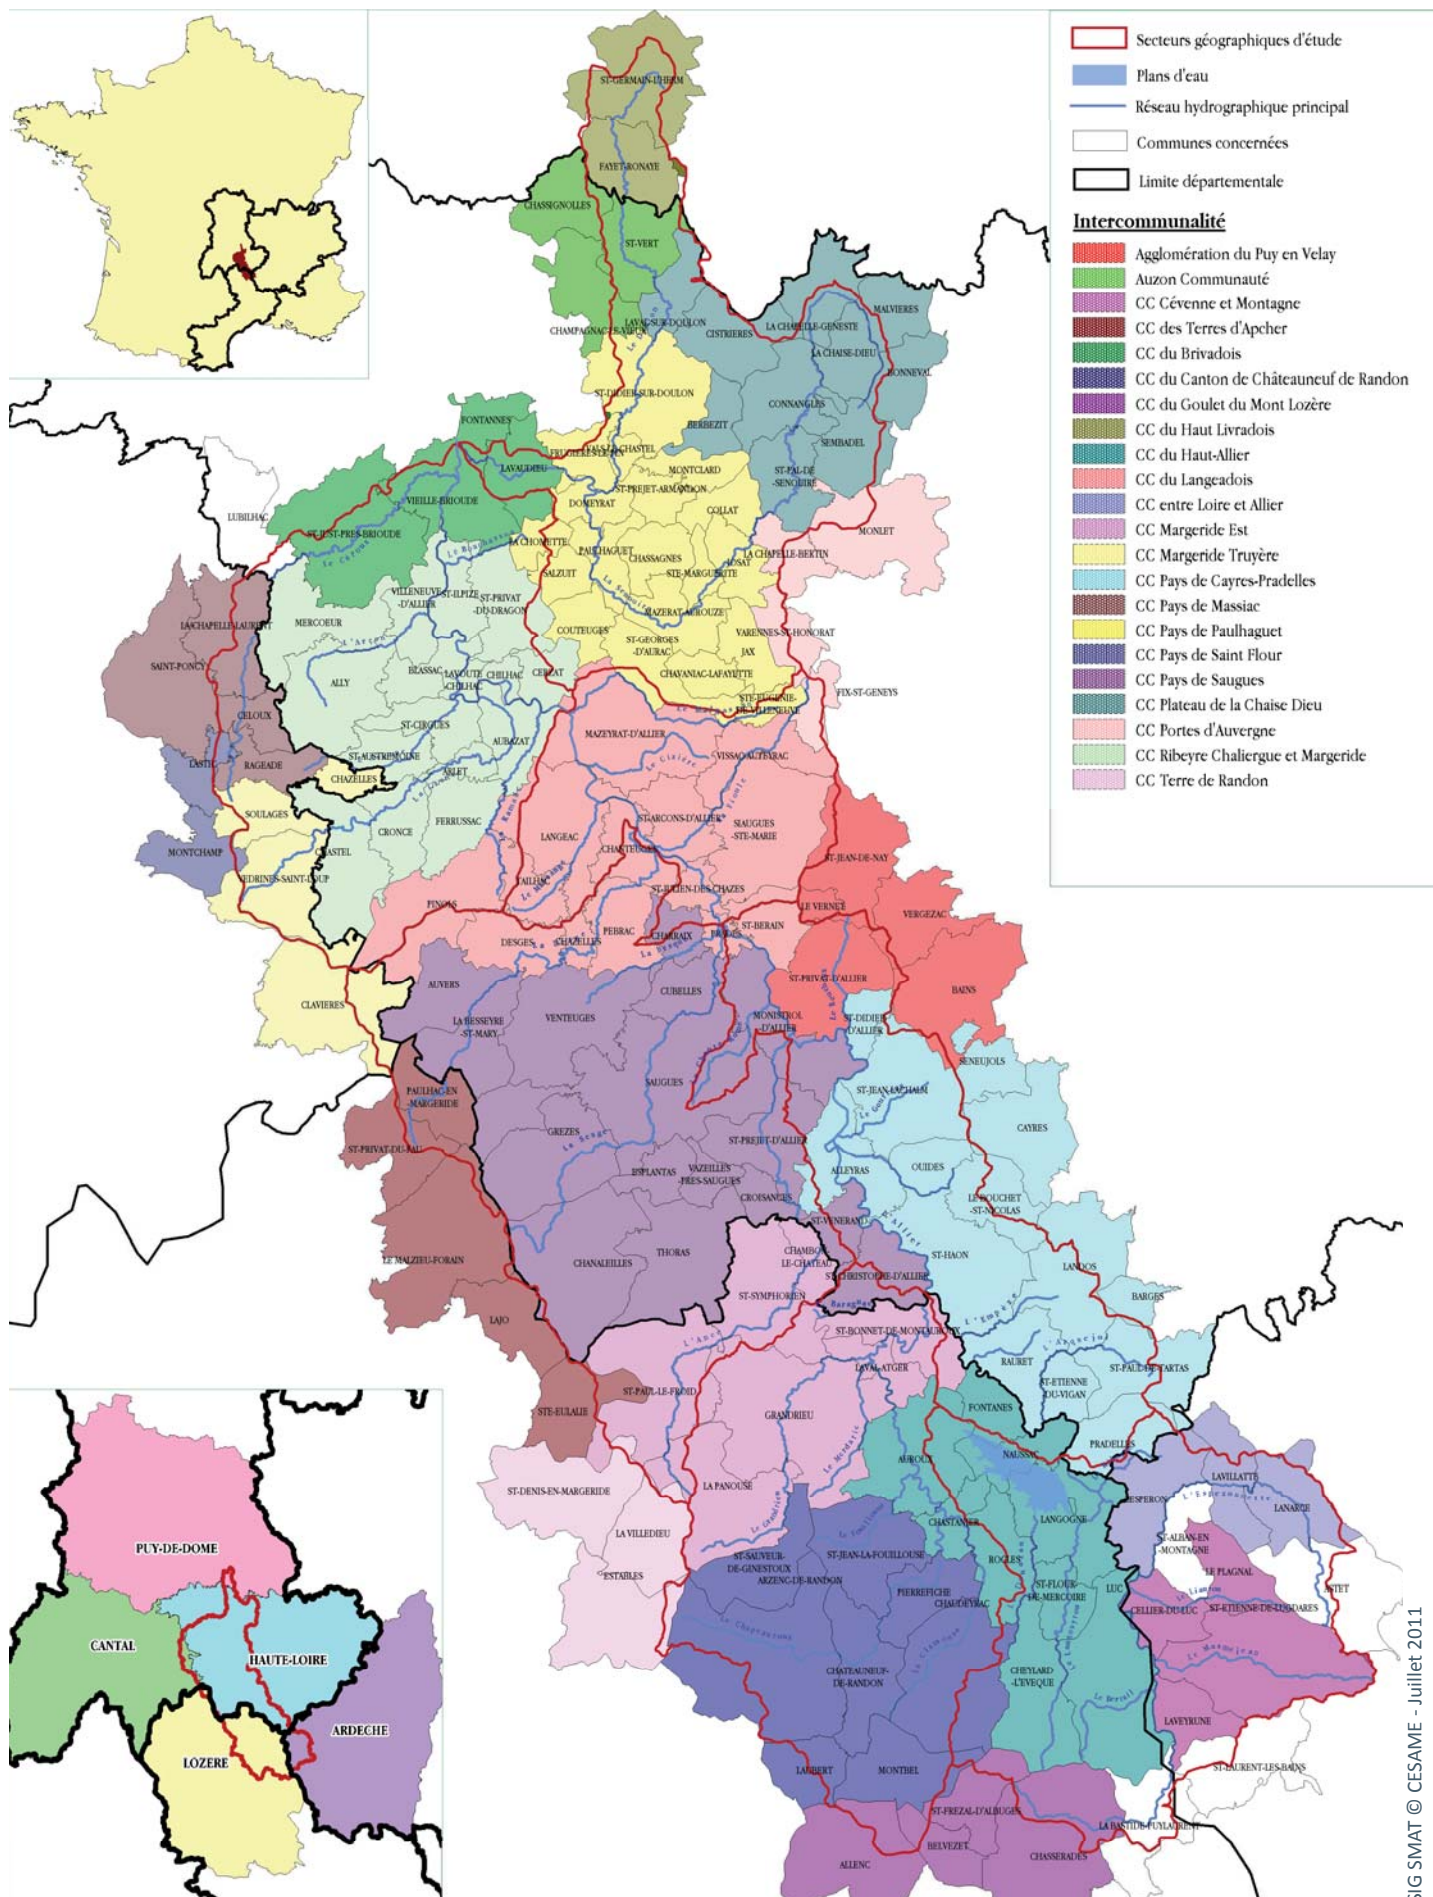 Secteurs géographiques d'étude
Plans d'eau
Réseau hydrographique principal
Communes concernées
Limite départementale
Intercommunalité
Agglomération du Puy en Velay
Auzon Communauté
CC Cévenne et Montagne
CC des Terres d'Apcher
CC du Brivadois
CC du Canton de Châteauneuf de Randon
CC du Goulet du Mont Lozère
CC du Haut Livradois
CC du Haut-Allier
CC du Langeadois
CC entre Loire et Allier
CC Margeride Est
CC Margeride Truyère
CC Pays de Cayres-Pradelles
CC Pays de Massiac
CC Pays de Paulhaguet
CC Pays de Saint Flour
CC Pays de Saugues
CC Plateau de la Chaise Dieu
CC Portes d'Auvergne
CC Ribeyre Chaliergue et Margeride
CC Terre de Randon
ST-GERMAIN-L'HERM
FAYET-RONAYE
CHASSIGNOLLES
ST-VERT
CHAMPAGNAC-LE-VIEUX
LAVAL-SUR-DOULON
CISTRIERES
LA CHAPELLE-GENESTE
MALVIERES
LA CHAISE-DIEU
BONNEVAL
ST-DIDIER-SUR-DOULON
CONNANGLES
BERBEZIT
SEMBADEL
FONTANNES
FRUGIERES-LE-PIN
VALS-LE-CHASTEL
LAVAUDIEU
MONTCLARD
ST-PAL-DE
-SENOUIRE
VIEILLE-BRIOUDE
ST-PREJET-ARMANDON
DOMEYRAT
COLLAT
LUBILHAC
ST-JUST-PRES-BRIOUDE
Le Céroux
LA CHOMETTE
PAULHAGUET
CHASSAGNES
JOSAT
LA CHAPELLE-BERTIN
MONLET
SALZUIT
STE-MARGUERITE
La Senouire
VILLENEUVE
-D'ALLIER
ST-ILPIZE
ST-PRIVAT
-DU-DRAGON
MAZERAT-AUROUZE
MERCOEUR
LA CHAPELLE-LAURENT
COUTEUGES
ST-GEORGES
-D'AURAC
VARENNES-ST-HONORAT
JAX
SAINT-PONCY
ALLY
BLASSAC
LAVOUTE
-CHILHAC
CHILHAC
CERZAT
CHAVANIAC-LAFAYETTE
FIX-ST-GENEYS
STE-EUGENIE-
DE-VILLENEUVE
CELOUX
ST-CIRGUES
AUBAZAT
MAZEYRAT-D'ALLIER
VISSAC-AUTEYRAC
ST-AUSTREMOINE
LASTIC
RAGEADE
CHAZELLES
ARLET
SOULAGES
CRONCE
FERRUSSAC
LANGEAC
ST-ARCONS-D'ALLIER
SIAUGUES
-STE-MARIE
CHANTEUGES
MONTCHAMP
CHASTEL
VEDRINES-SAINT-LOUP
TAILHAC
ST-JULIEN-DES-CHAZES
ST-JEAN-DE-NAY
PINOLS
LE VERNET
VERGEZAC
DESGES
CHAZELLES
PEBRAC
CHARRAIX
PRADES
ST-BERAIN
CLAVIERES
AUVERS
CUBELLES
ST-PRIVAT-D'ALLIER
BAINS
LA BESSEYRE
-ST-MARY
VENTEUGES
MONISTROL
-D'ALLIER
ST-DIDIER-
D'ALLIER
SENEUJOLS
PAULHAC-EN
-MARGERIDE
SAUGUES
ST-JEAN-LACHALM
CAYRES
ST-PRIVAT-DU-FAU
GREZES
La Seuge
ST-PREJET-D'ALLIER
ESPLANTAS
VAZEILLES
-PRES-SAUGUES
ALLEYRAS
OUIDES
CROISANCES
LE BOUCHET
-ST-NICOLAS
ST-VENERAND
LE MALZIEU-FORAIN
CHANALEILLES
THORAS
CHAMBON-
LE-CHATEAU
ST-HAON
LANDOS
ST-CHRISTOPHE-D'ALLIER
ST-SYMPHORIEN
BARGES
LAJO
L'Ance
ST-BONNET-DE-MONTAUROUX
L'Empèze
RAURET
ST-PAUL-DE-TARTAS
LAVAL-ATGER
ST-ETIENNE
-DU-VIGAN
STE-EULALIE
ST-PAUL-LE-FROID
GRANDRIEU
FONTANES
PRADELLES
NAUSSAC
AUROUX
LESPERON
LAVILLATTE
LANARCE
ST-DENIS-EN-MARGERIDE
LA PANOUSE
LA VILLEDIEU
CHASTANIER
LANGOGNE
ST-ALBAN-EN
-MONTAGNE
ST-SAUVEUR-
DE-GINESTOUX
ST-JEAN-LA-FOUILLOUSE
ROCLES
LE PLAGNAL
ESTABLES
ARZENC-DE-RANDON
PIERREFICHE
CHAUDEYRAC
ST-FLOUR-
DE-MERCOIRE
LUC
ASTET
CELLIER-DU-LUC
ST-ETIENNE-DE-LUGDARES
Le Masméjean
CHATEAUNEUF-
DE-RANDON
CHEYLARD
-L'EVEQUE
LAVEYRUNE
ST-LAURENT-LES-BAINS
LAUBERT
MONTBEL
ST-FREZAL-D'ALBUGES
LA BASTIDE-PUYLAURENT
BELVEZET
CHASSERADES
ALLENC
PUY-DE-DOME
CANTAL
HAUTE-LOIRE
ARDECHE
LOZERE
SIG SMAT © CESAME - Juillet 2011